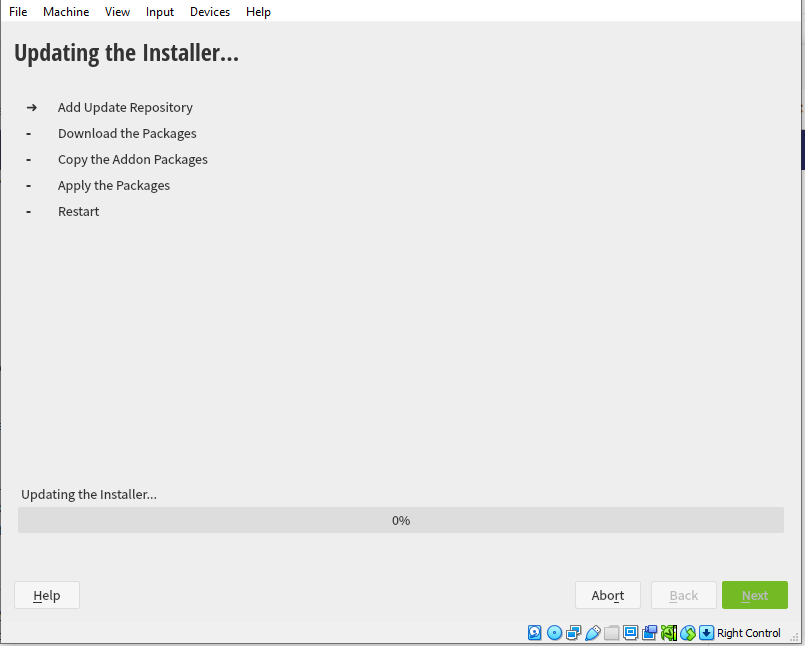 File Machine View Input Devices Help
Updating the Installer...
➔ Add Update Repository
- Download the Packages
- Copy the Addon Packages
- Apply the Packages
- Restart
Updating the Installer...
0%
Help Abort Back Next
Right Control